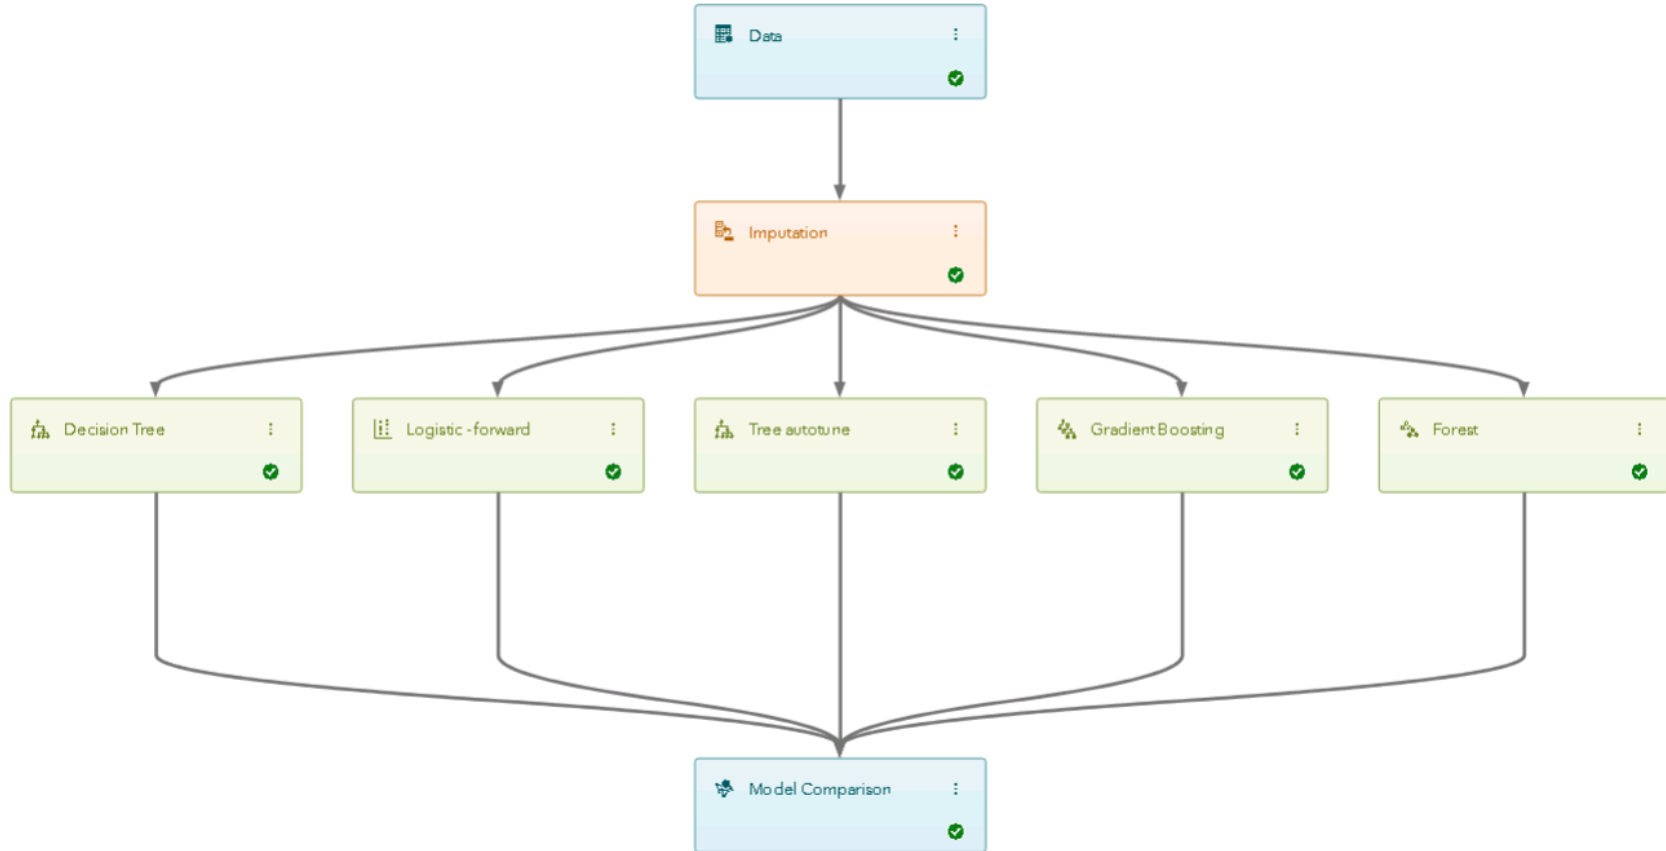 Data
Imputation
Decision Tree
Logistic - forward
Tree autotune
Gradient Boosting
Forest
Model Comparison